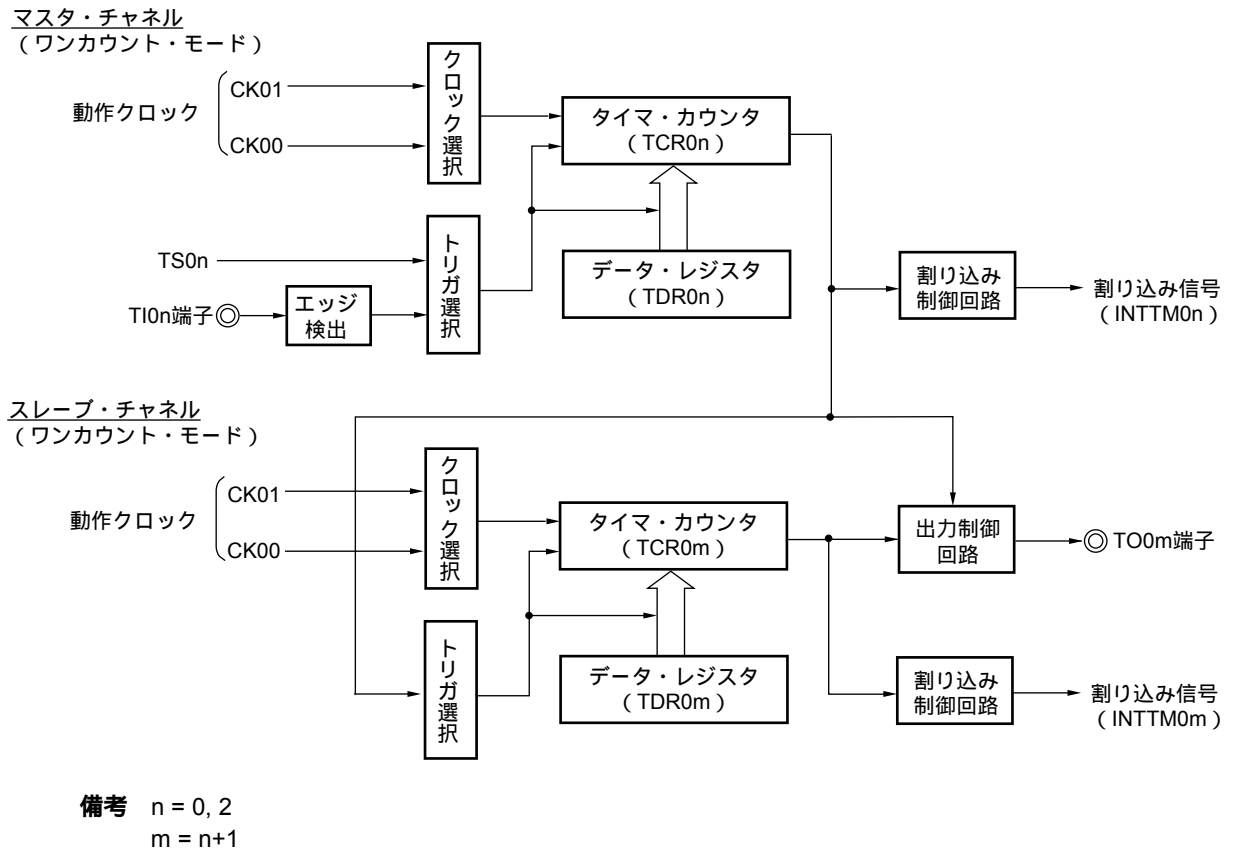 マスタ・チャネル
（ワンカウント・モード）
動作クロック
CK01
CK00
クロック選択
タイマ・カウンタ
（TCR0n）
TS0n
TI0n端子
エッジ
検出
トリガ選択
データ・レジスタ
（TDR0n）
割り込み
制御回路
割り込み信号
（INTTM0n）
スレーブ・チャネル
（ワンカウント・モード）
動作クロック
CK01
CK00
クロック選択
タイマ・カウンタ
（TCR0m）
トリガ選択
データ・レジスタ
（TDR0m）
出力制御
回路
TO0m端子
割り込み
制御回路
割り込み信号
（INTTM0m）
備考 n = 0, 2
m = n+1